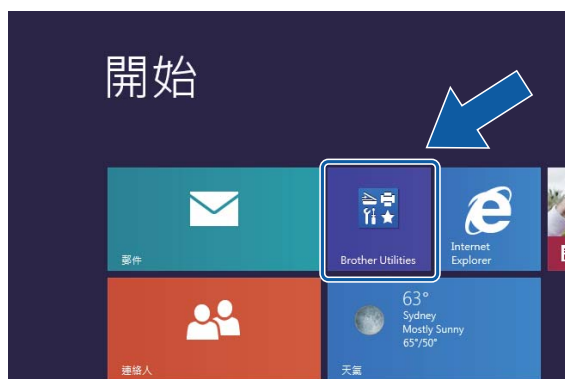 開始
郵件
Brother Utilities
Internet
Explorer
連絡人
63°
Sydney
Mostly Sunny
65°/50°
天氣